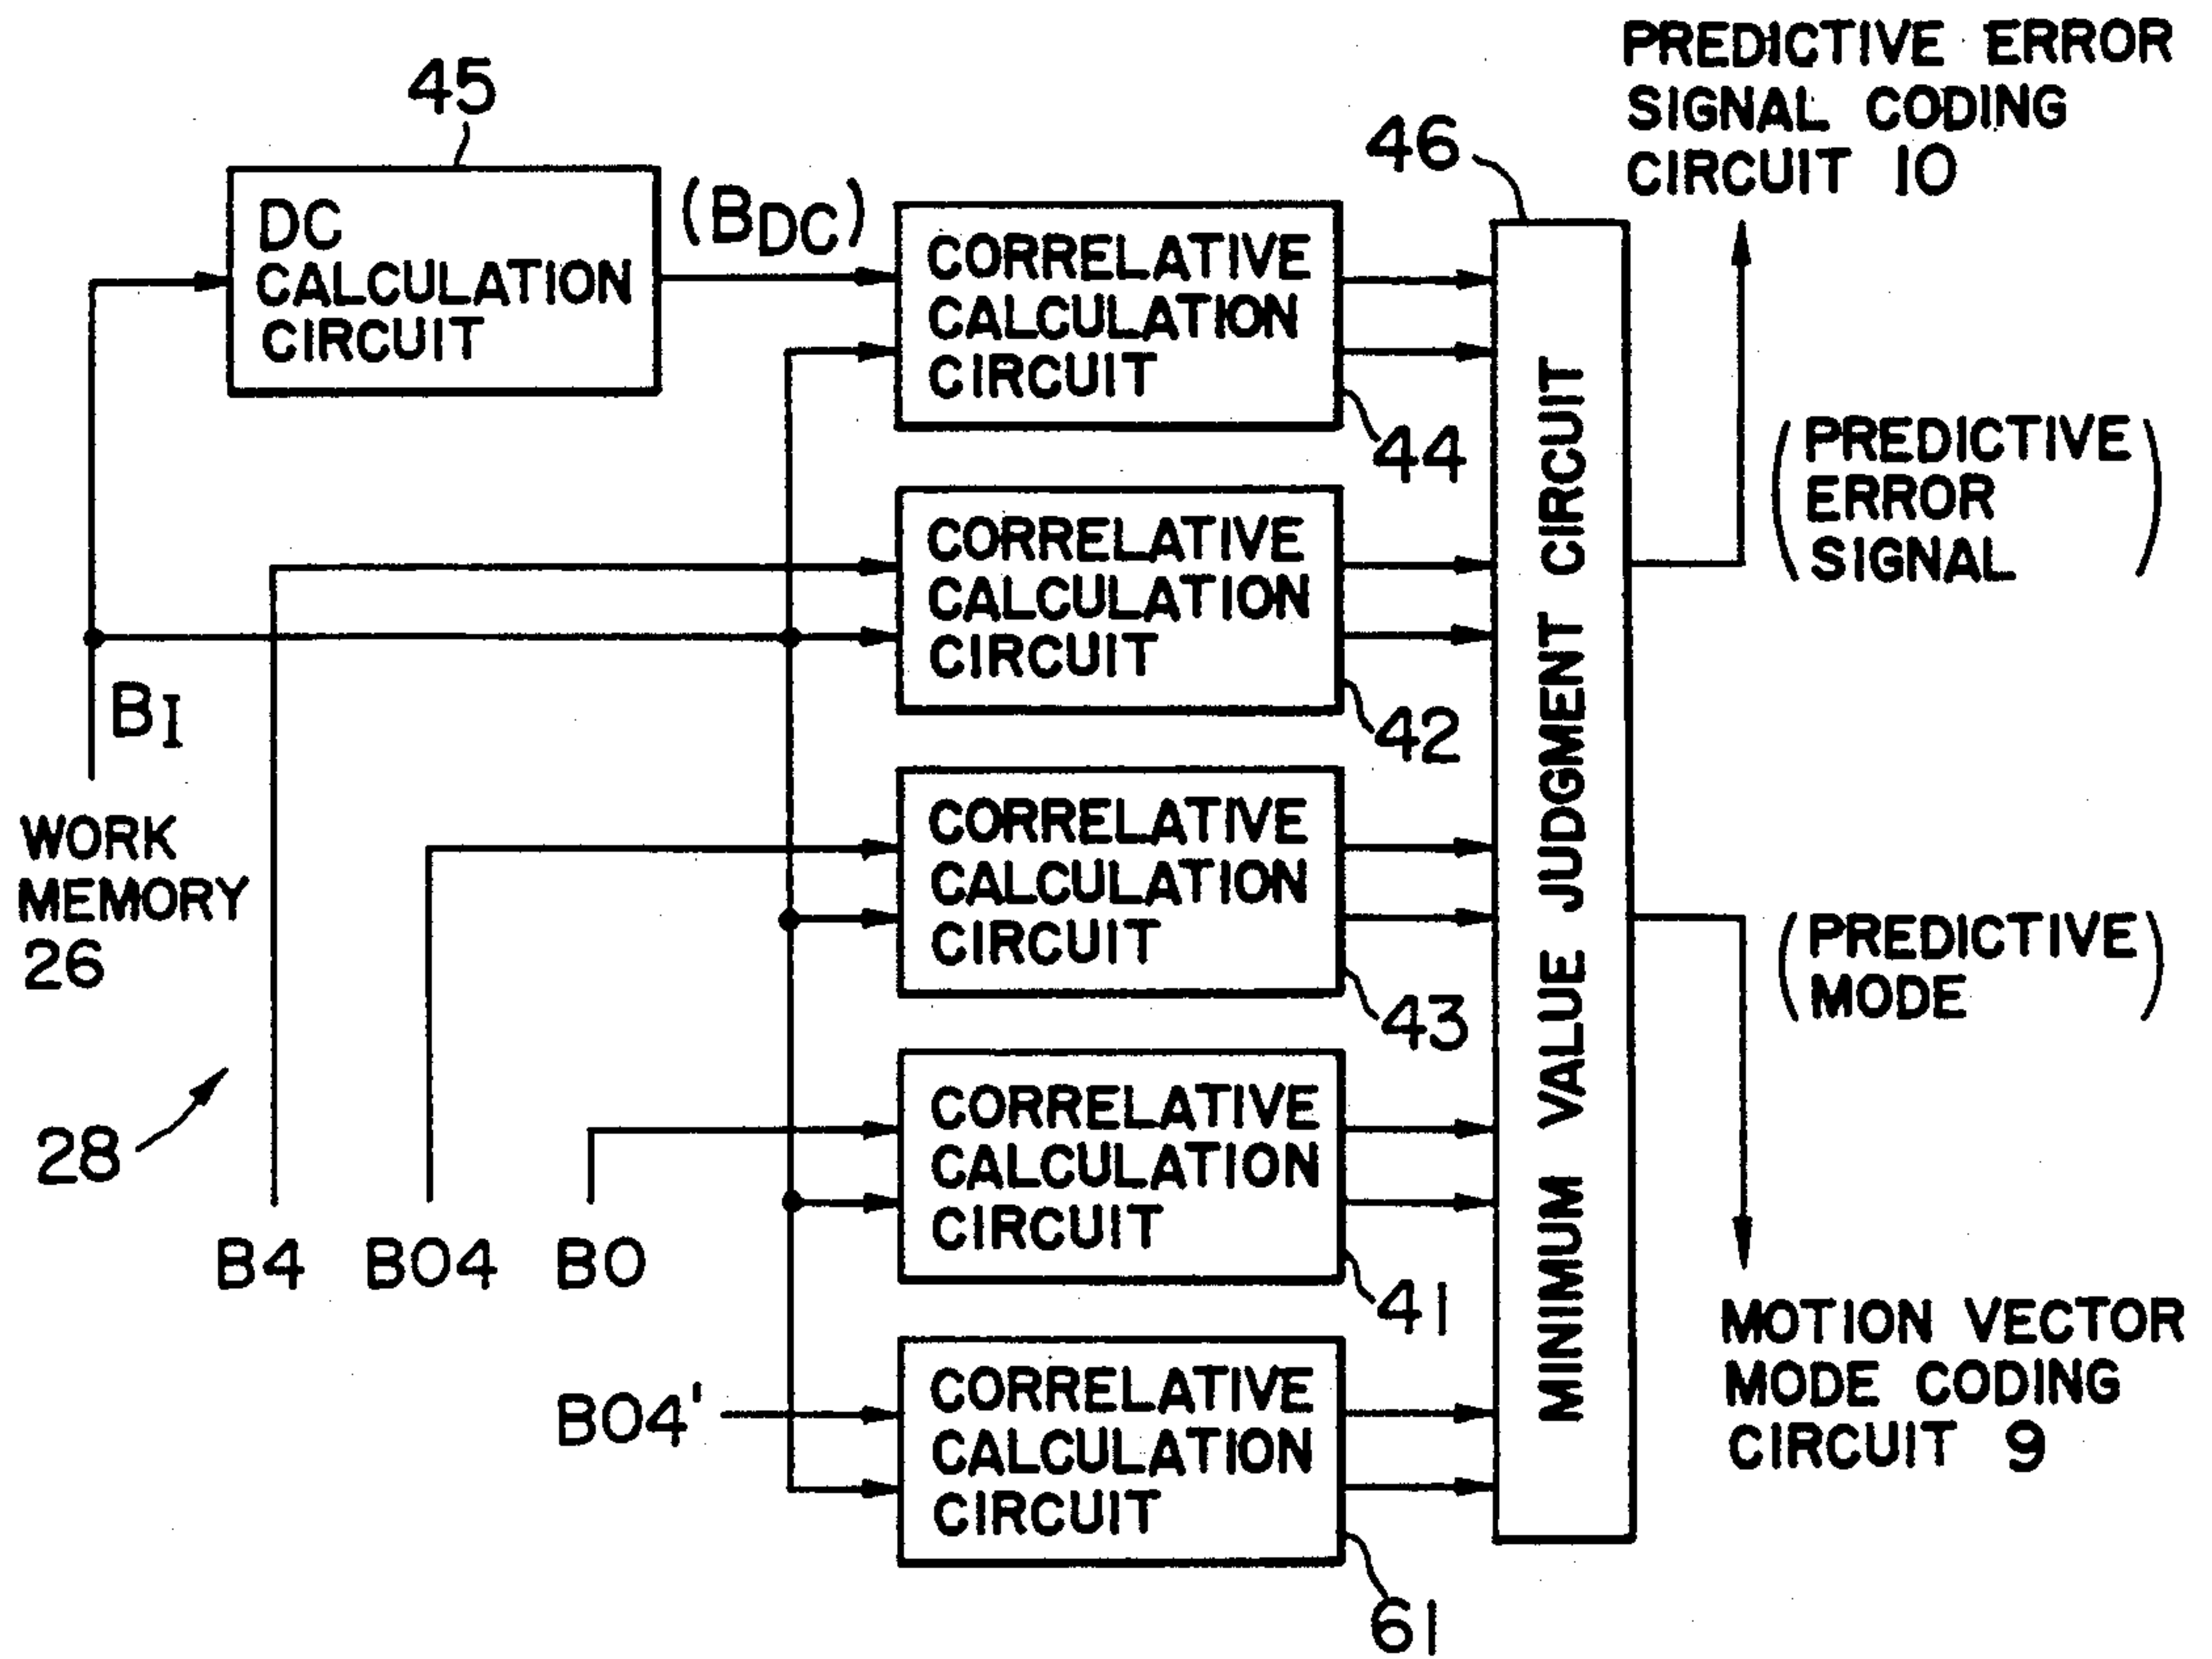 PREDICTIVE ERROR
SIGNAL CODING
CIRCUIT 10
45
46
DC
CALCULATION
CIRCUIT
(BDC)
CORRELATIVE
CALCULATION
CIRCUIT
44
CORRELATIVE
CALCULATION
CIRCUIT
42
CORRELATIVE
CALCULATION
CIRCUIT
43
CORRELATIVE
CALCULATION
CIRCUIT
41
CORRELATIVE
CALCULATION
CIRCUIT
61
MINIMUM VALUE JUDGMENT CIRCUIT
(PREDICTIVE
ERROR
SIGNAL)
(PREDICTIVE
MODE)
BI
WORK
MEMORY
26
28
B4
B04
B0
B04'
MOTION VECTOR
MODE CODING
CIRCUIT 9